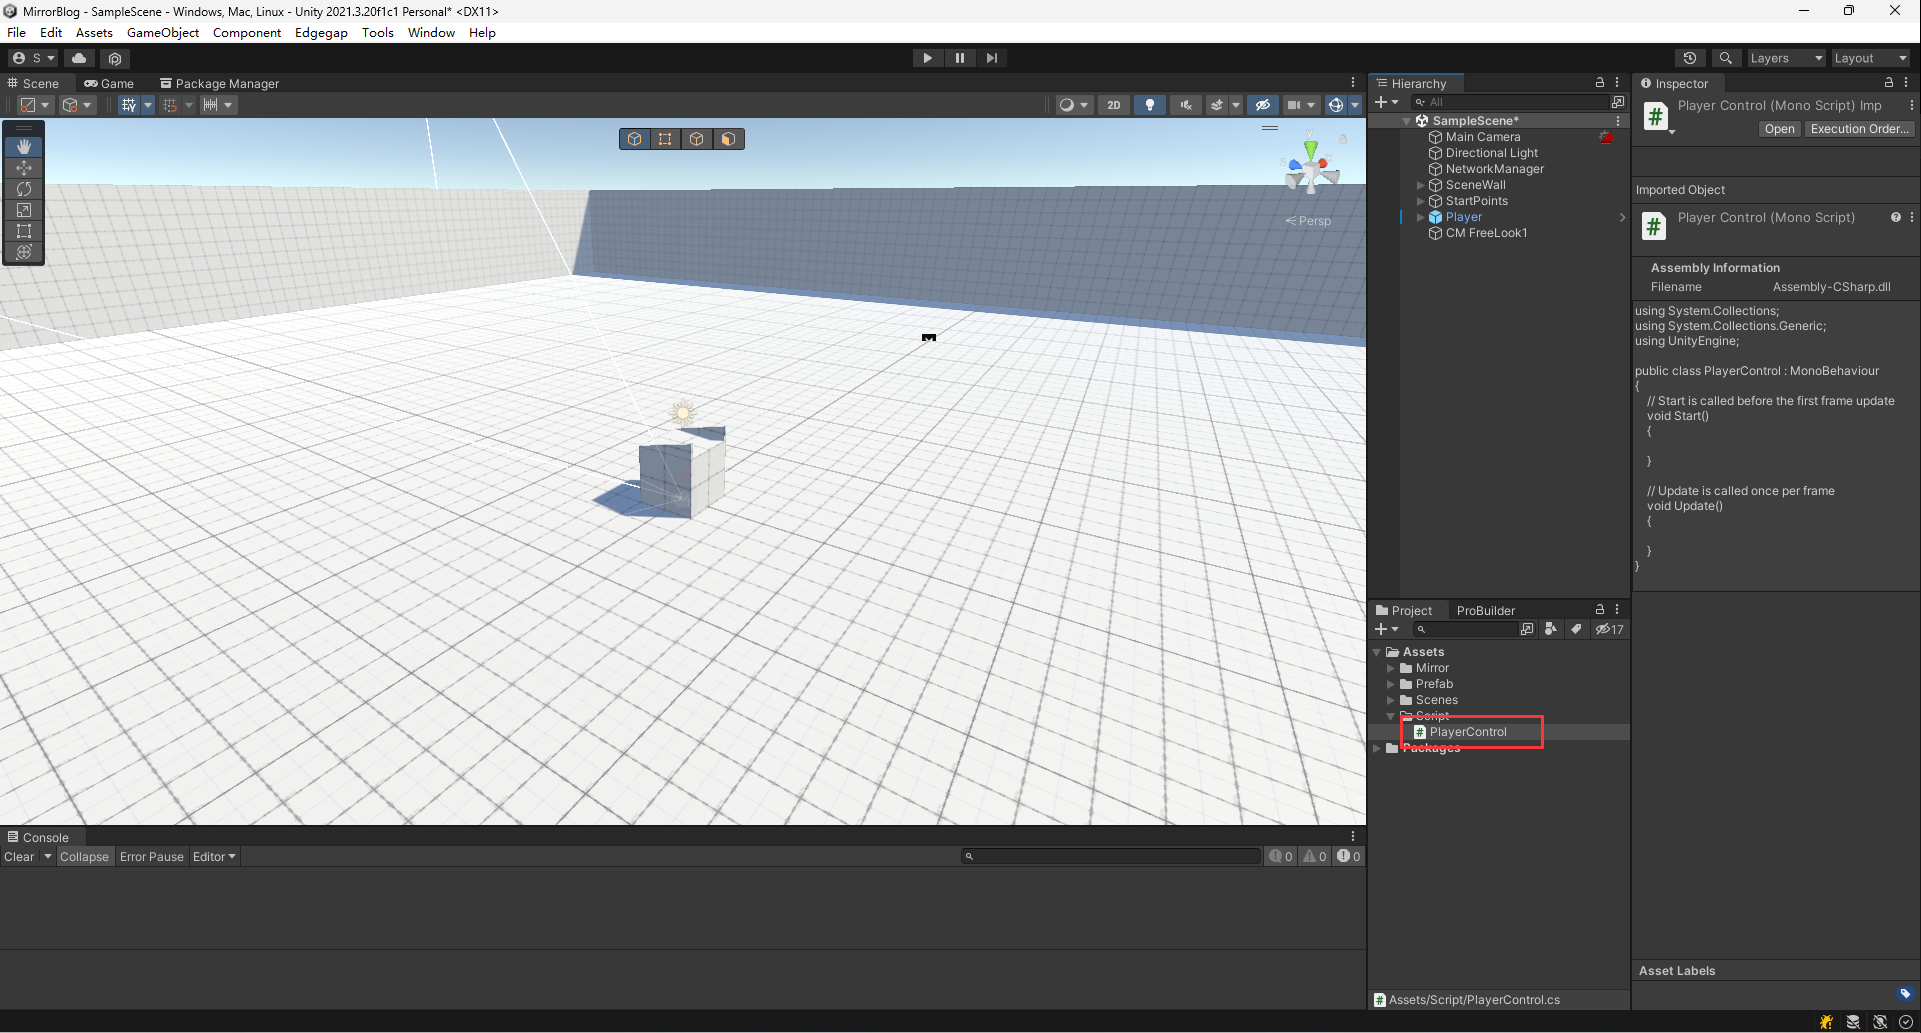 MirrorBlog - SampleScene - Windows, Mac, Linux - Unity 2021.3.20f1c1 Personal* <DX11>
File Edit Assets GameObject Component Edgegap Tools Window Help
S Layers Layout
Scene Game Package Manager
2D
Persp
Hierarchy
All
SampleScene*
Main Camera
Directional Light
NetworkManager
SceneWall
StartPoints
Player
CM FreeLook1
Inspector
Player Control (Mono Script) Imp
Open Execution Order...
Imported Object
Player Control (Mono Script)
Assembly Information
Filename Assembly-CSharp.dll
using System.Collections;
using System.Collections.Generic;
using UnityEngine;
public class PlayerControl : MonoBehaviour
{
// Start is called before the first frame update
void Start()
{
}
// Update is called once per frame
void Update()
{
}
}
Project ProBuilder
17
Assets
Mirror
Prefab
Scenes
Script
PlayerControl
Packages
Assets/Script/PlayerControl.cs
Asset Labels
Console
Clear Collapse Error Pause Editor 0 0 0